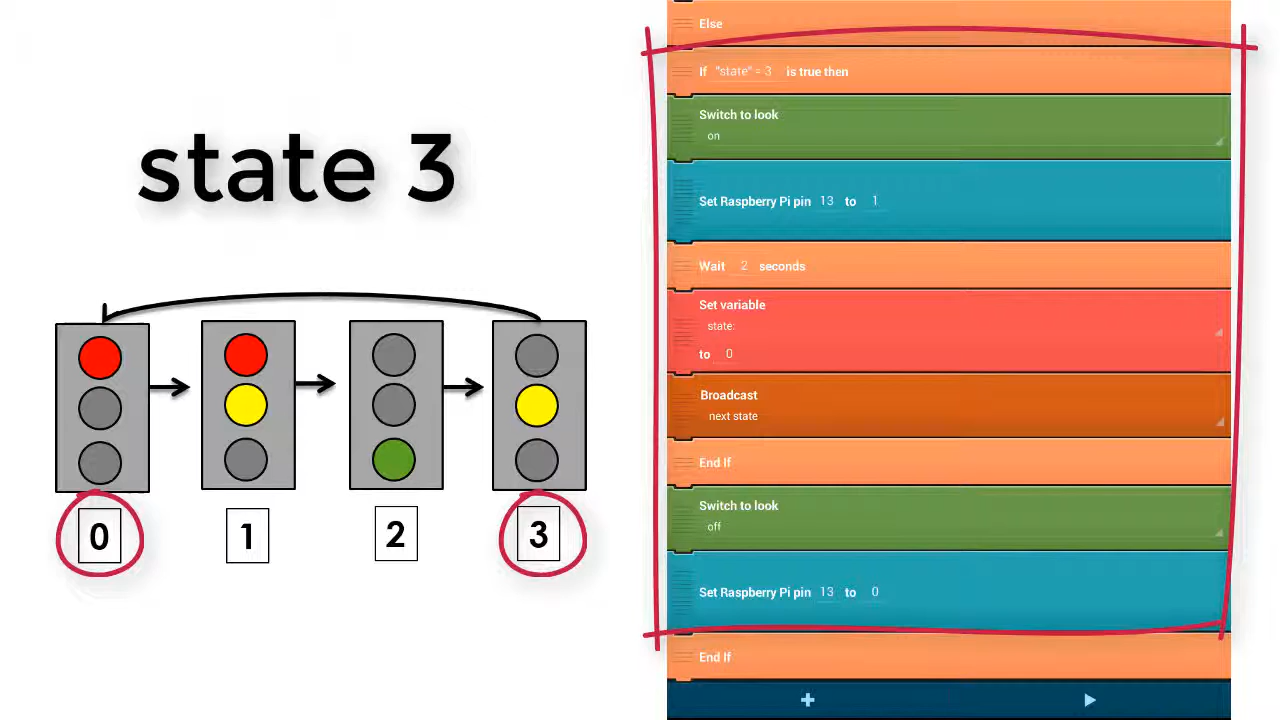 state 3
0
1
2
3
Else
If "state" = 3 is true then
Switch to look
on
Set Raspberry Pi pin 13 to 1
Wait 2 seconds
Set variable
state:
to 0
Broadcast
next state
End If
Switch to look
off
Set Raspberry Pi pin 13 to 0
End If